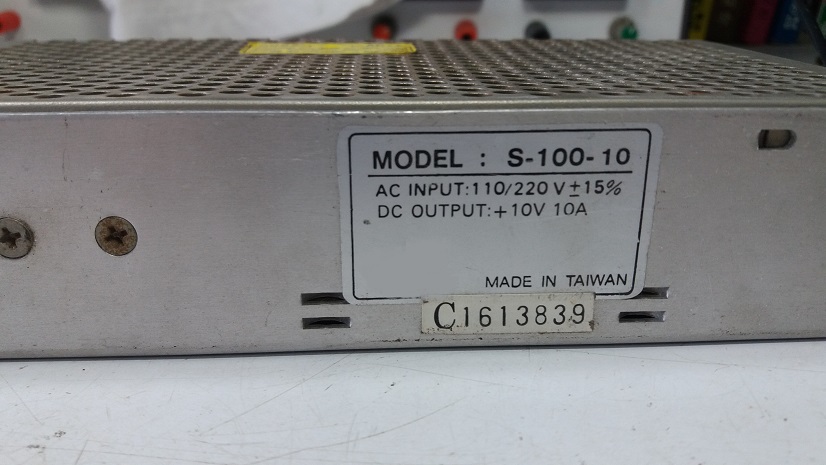 MODEL : S-100-10
AC INPUT:110/220 V ±15%
DC OUTPUT:+10V 10A
MADE IN TAIWAN
C1613839